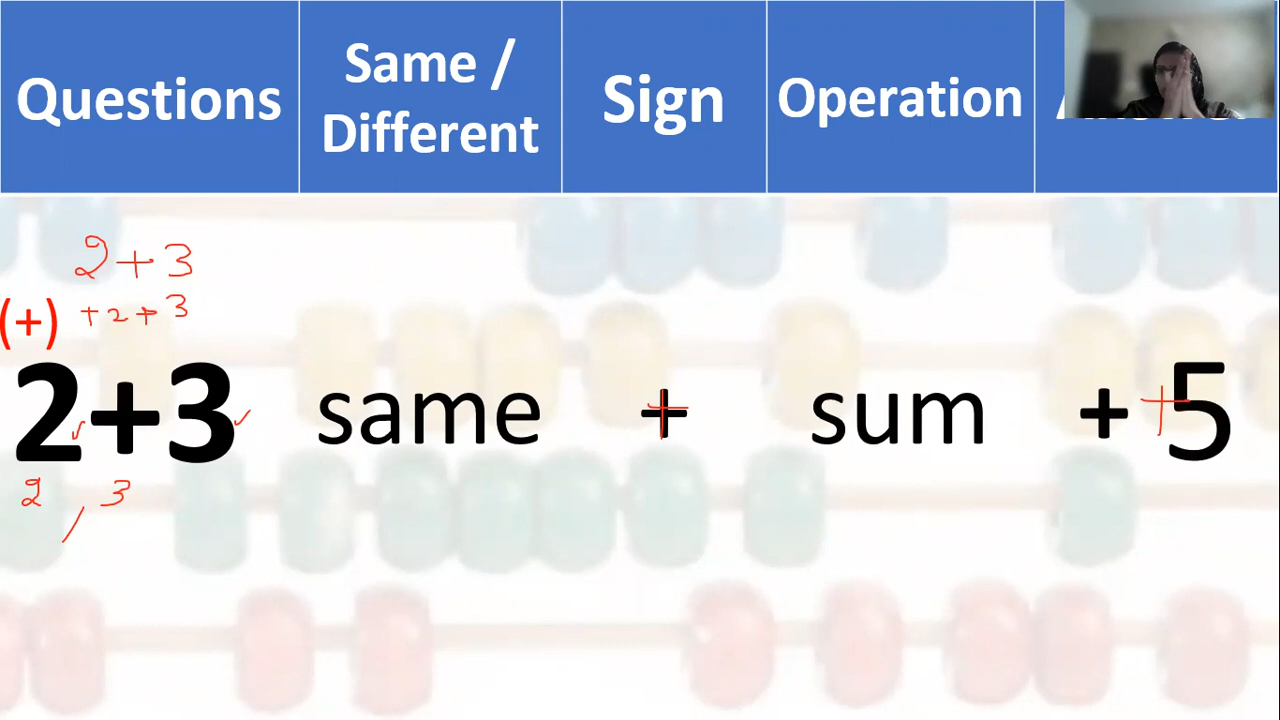 Questions
Same /
Different
Sign
Operation
2+3
(+) +2+3
2+3 same + sum + 5
2 3